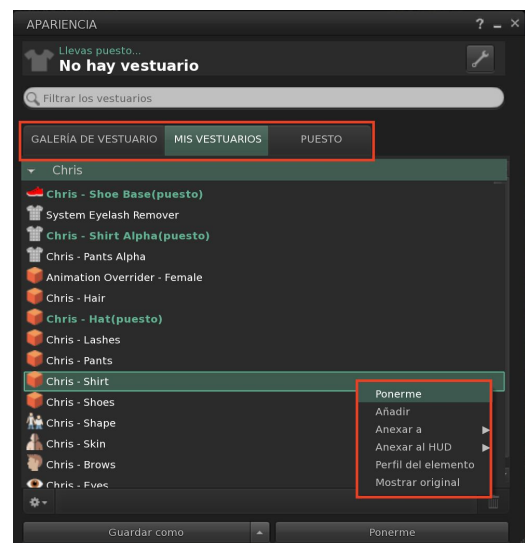 APARIENCIA
Llevas puesto...
No hay vestuario
Filtrar los vestuarios
GALERÍA DE VESTUARIO MIS VESTUARIOS PUESTO
Chris
Chris - Shoe Base(puesto)
System Eyelash Remover
Chris - Shirt Alpha(puesto)
Chris - Pants Alpha
Animation Overrider - Female
Chris - Hair
Chris - Hat(puesto)
Chris - Lashes
Chris - Pants
Chris - Shirt
Chris - Shoes
Chris - Shape
Chris - Skin
Chris - Brows
Chris - Eyes
Ponerme
Añadir
Anexar a
Anexar al HUD
Perfil del elemento
Mostrar original
Guardar como Ponerme